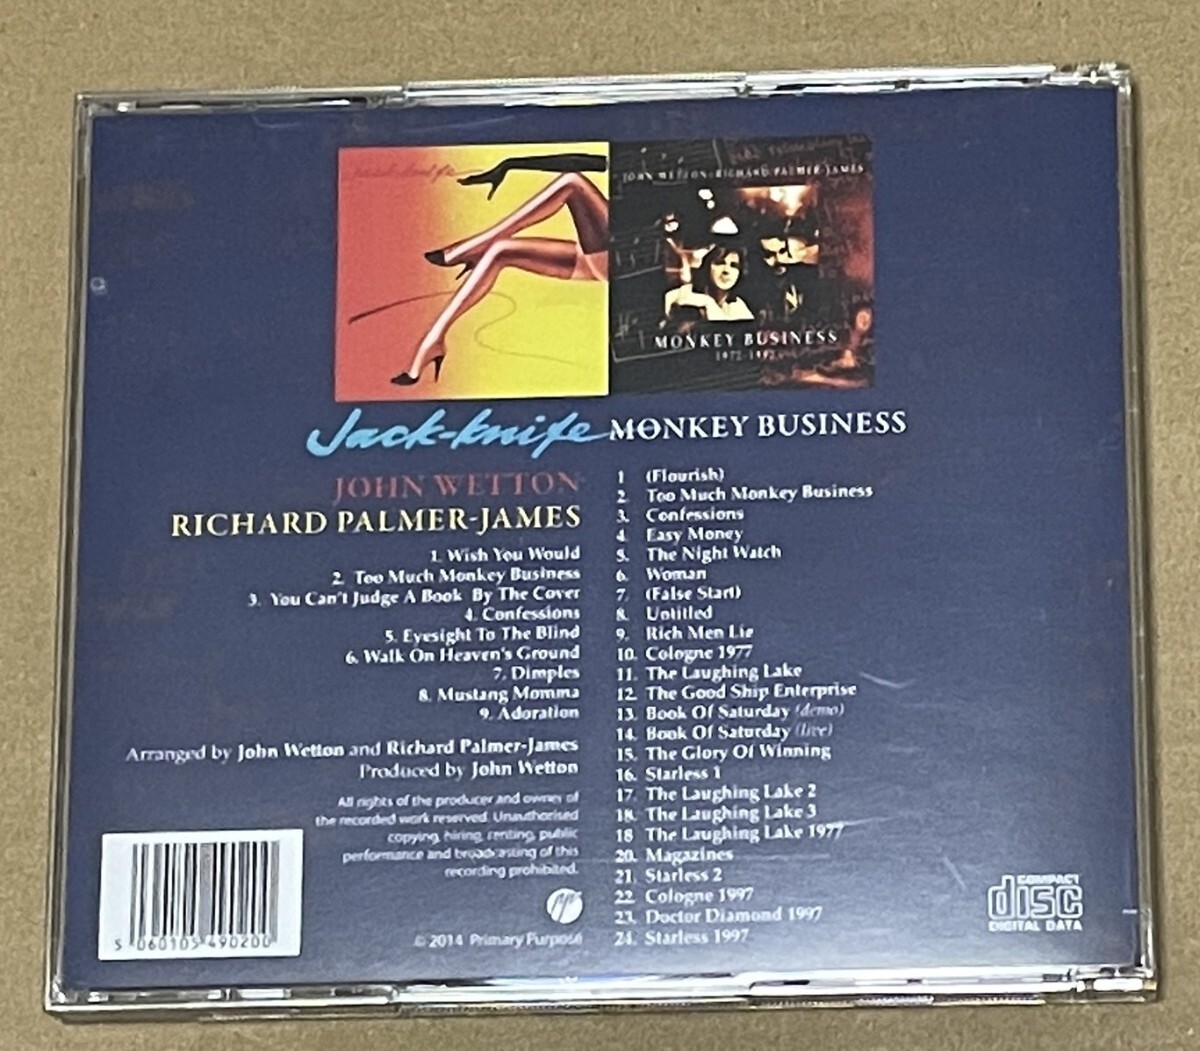 JOHN WETTON · RICHARD PALMER-JAMES
MONKEY BUSINESS
1972-1997
Jack-knife
JOHN WETTON
RICHARD PALMER-JAMES
1. Wish You Would
2. Too Much Monkey Business
3. You Can't Judge A Book By The Cover
4. Confessions
5. Eyesight To The Blind
6. Walk On Heaven's Ground
7. Dimples
8. Mustang Momma
9. Adoration
Arranged by John Wetton and Richard Palmer-James
Produced by John Wetton
All rights of the producer and owner of
the recorded work reserved. Unauthorised
copying, hiring, renting, public
performance and broadcasting of this
recording prohibited.
© 2014 Primary Purpose
5 060105 490200
MONKEY BUSINESS
1 (Flourish)
2. Too Much Monkey Business
3. Confessions
4. Easy Money
5. The Night Watch
6. Woman
7. (False Start)
8. Untitled
9. Rich Men Lie
10. Cologne 1977
11. The Laughing Lake
12. The Good Ship Enterprise
13. Book Of Saturday (demo)
14. Book Of Saturday (live)
15. The Glory Of Winning
16. Starless 1
17. The Laughing Lake 2
18. The Laughing Lake 3
18 The Laughing Lake 1977
20. Magazines
21. Starless 2
22. Cologne 1997
23. Doctor Diamond 1997
24. Starless 1997
COMPACT
disc
DIGITAL DATA